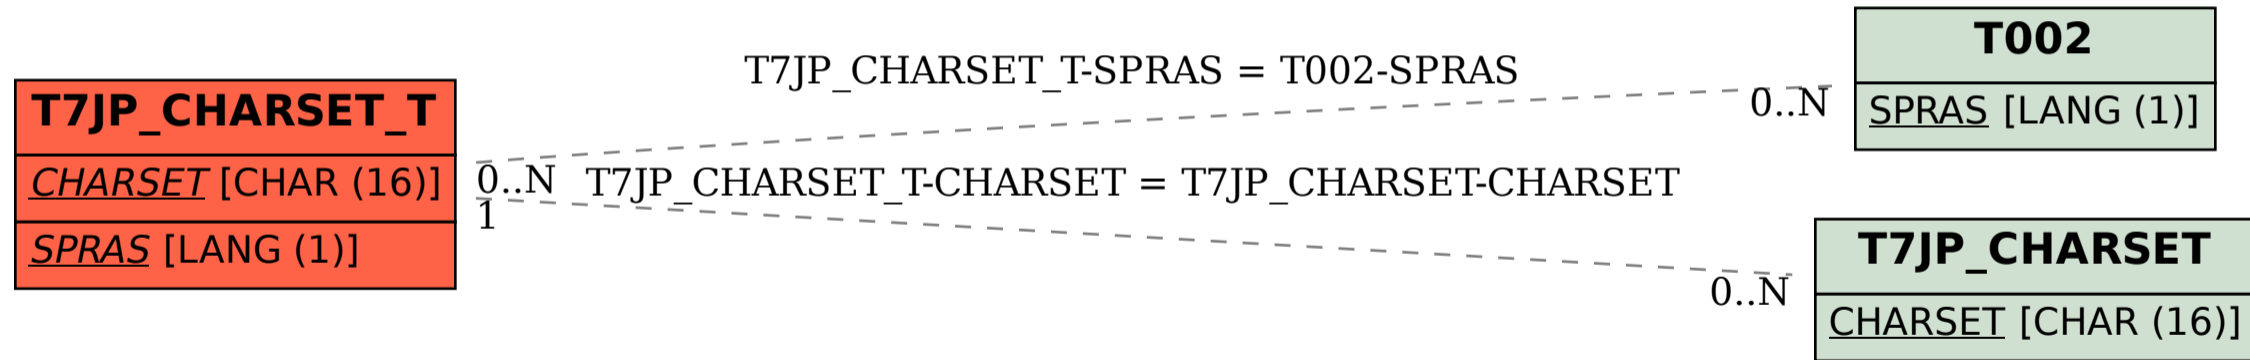 T7JP_CHARSET_T
CHARSET [CHAR (16)]
SPRAS [LANG (1)]
T7JP_CHARSET_T-SPRAS = T002-SPRAS
0..N
0..N
T7JP_CHARSET_T-CHARSET = T7JP_CHARSET-CHARSET
1
0..N
T002
SPRAS [LANG (1)]
T7JP_CHARSET
CHARSET [CHAR (16)]